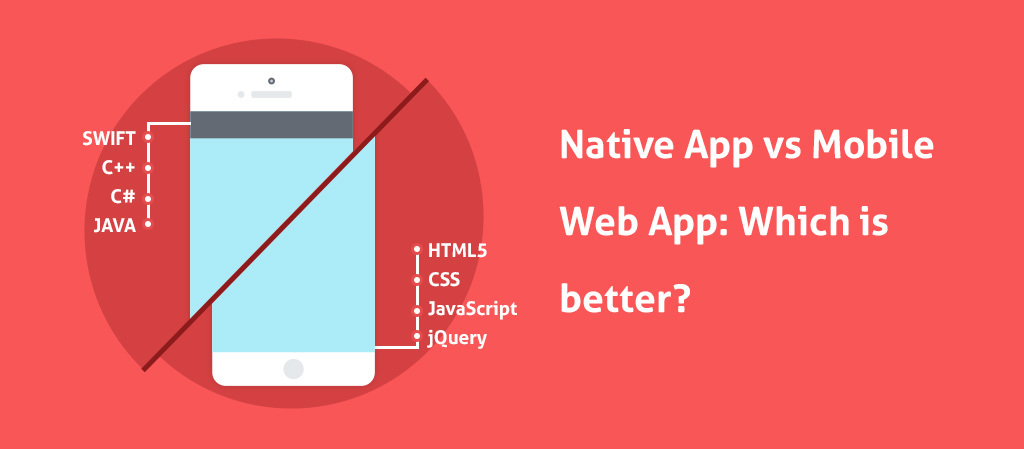 SWIFT
C++
C#
JAVA
HTML5
CSS
JavaScript
jQuery
Native App vs Mobile
Web App: Which is
better?